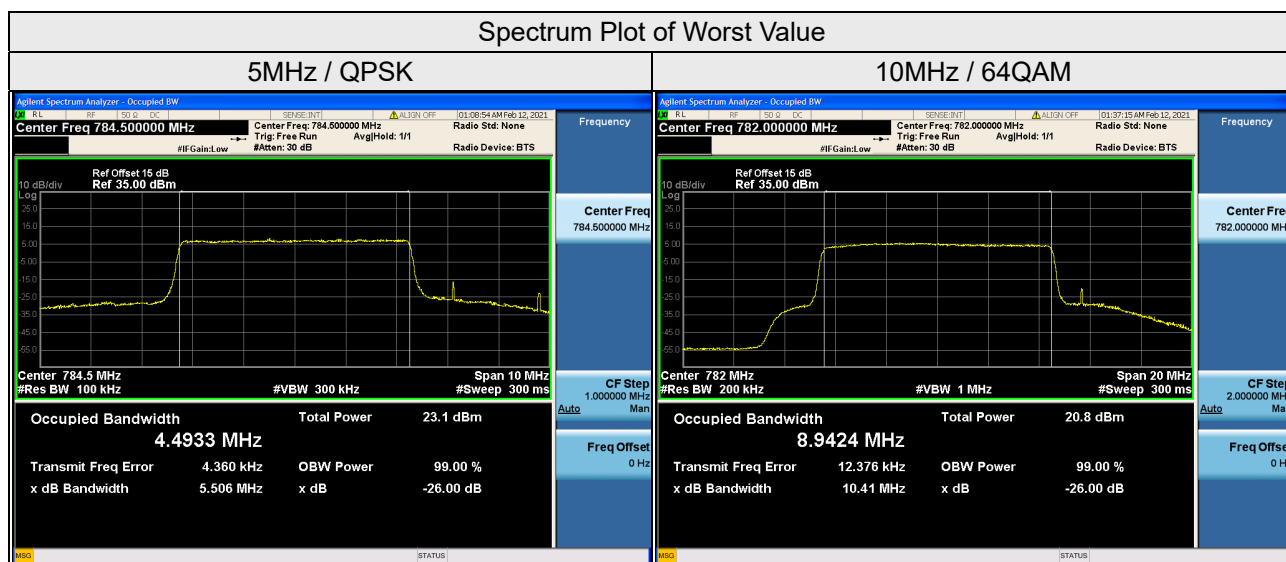 Spectrum Plot of Worst Value
5MHz / QPSK
10MHz / 64QAM
Agilent Spectrum Analyzer - Occupied BW
RL RF 50 Ω DC SENSE:INT ALIGN OFF 01:08:54 AM Feb 12, 2021
Center Freq 784.500000 MHz
Center Freq: 784.500000 MHz
Radio Std: None
Trig: Free Run Avg|Hold: 1/1
#IFGain:Low #Atten: 30 dB Radio Device: BTS
Ref Offset 15 dB
10 dB/div Ref 35.00 dBm
Log
25.0
15.0
5.00
-5.00
-15.0
-25.0
-35.0
-45.0
-55.0
Center 784.5 MHz Span 10 MHz
#Res BW 100 kHz #VBW 300 kHz #Sweep 300 ms
Occupied Bandwidth Total Power 23.1 dBm
4.4933 MHz
Transmit Freq Error 4.360 kHz OBW Power 99.00 %
x dB Bandwidth 5.506 MHz x dB -26.00 dB
MSG STATUS
Frequency
Center Freq
784.500000 MHz
CF Step
1.000000 MHz
Auto Man
Freq Offset
0 Hz
Agilent Spectrum Analyzer - Occupied BW
RL RF 50 Ω DC SENSE:INT ALIGN OFF 01:37:15 AM Feb 12, 2021
Center Freq 782.000000 MHz
Center Freq: 782.000000 MHz
Radio Std: None
Trig: Free Run Avg|Hold: 1/1
#IFGain:Low #Atten: 30 dB Radio Device: BTS
Ref Offset 15 dB
10 dB/div Ref 35.00 dBm
Log
25.0
15.0
5.00
-5.00
-15.0
-25.0
-35.0
-45.0
-55.0
Center 782 MHz Span 20 MHz
#Res BW 200 kHz #VBW 1 MHz #Sweep 300 ms
Occupied Bandwidth Total Power 20.8 dBm
8.9424 MHz
Transmit Freq Error 12.376 kHz OBW Power 99.00 %
x dB Bandwidth 10.41 MHz x dB -26.00 dB
MSG STATUS
Frequency
Center Fre
782.000000 MH
CF Ste
2.000000 MH
Auto Ma
Freq Offse
0 H